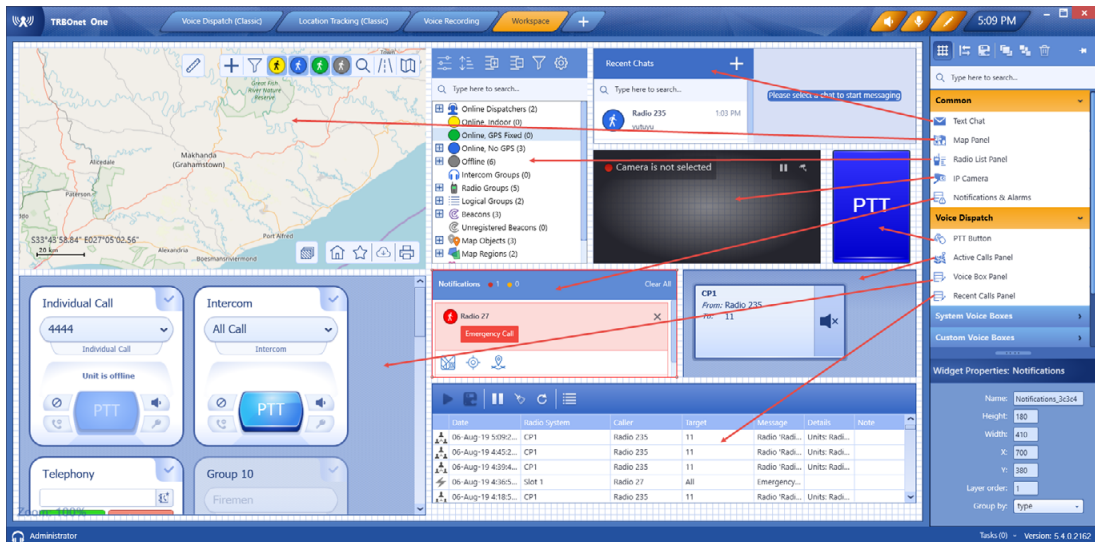 TRBOnet One
Voice Dispatch (Classic)
Location Tracking (Classic)
Voice Recording
Workspace
5:09 PM
Great Fish
River Nature
Reserve
Makhanda
(Grahamstown)
Alicedale
Paterson
Port Alfred
Alexandria
Boesmansriviermond
S33°43'58.84" E027°05'02.56"
20 km
Type here to search...
Online Dispatchers (2)
Online, Indoor (0)
Online, GPS Fixed (0)
Online, No GPS (3)
Offline (6)
Intercom Groups (0)
Radio Groups (5)
Logical Groups (2)
Beacons (3)
Unregistered Beacons (0)
Map Objects (3)
Map Regions (2)
Recent Chats
Type here to search...
Radio 235
1:03 PM
yutuyu
Please select a chat to start messaging
Camera is not selected
PTT
Notifications
1
0
Clear All
Radio 27
Emergency Call
CP1
From: Radio 235
To: 11
Individual Call
4444
Individual Call
Unit is offline
PTT
Intercom
All Call
Intercom
PTT
Telephony
Group 10
Firemen
Zoom: 100%
Date Radio System Caller Target Message Details Note
06-Aug-19 5:09:2... CP1 Radio 235 11 Radio 'Radi... Units: Radi...
06-Aug-19 4:45:2... CP1 Radio 235 11 Radio 'Radi... Units: Radi...
06-Aug-19 4:39:4... CP1 Radio 235 11 Radio 'Radi... Units: Radi...
06-Aug-19 4:36:5... Slot 1 Radio 27 All Emergency...
06-Aug-19 4:18:5... CP1 Radio 235 11 Radio 'Radi... Units: Radi...
Type here to search...
Common
Text Chat
Map Panel
Radio List Panel
IP Camera
Notifications & Alarms
Voice Dispatch
PTT Button
Active Calls Panel
Voice Box Panel
Recent Calls Panel
System Voice Boxes
Custom Voice Boxes
Widget Properties: Notifications
Name: Notifications_3c3c4
Height: 180
Width: 410
X: 700
Y: 380
Layer order: 1
Group by: type
Administrator
Tasks (0)
Version: 5.4.0.2162